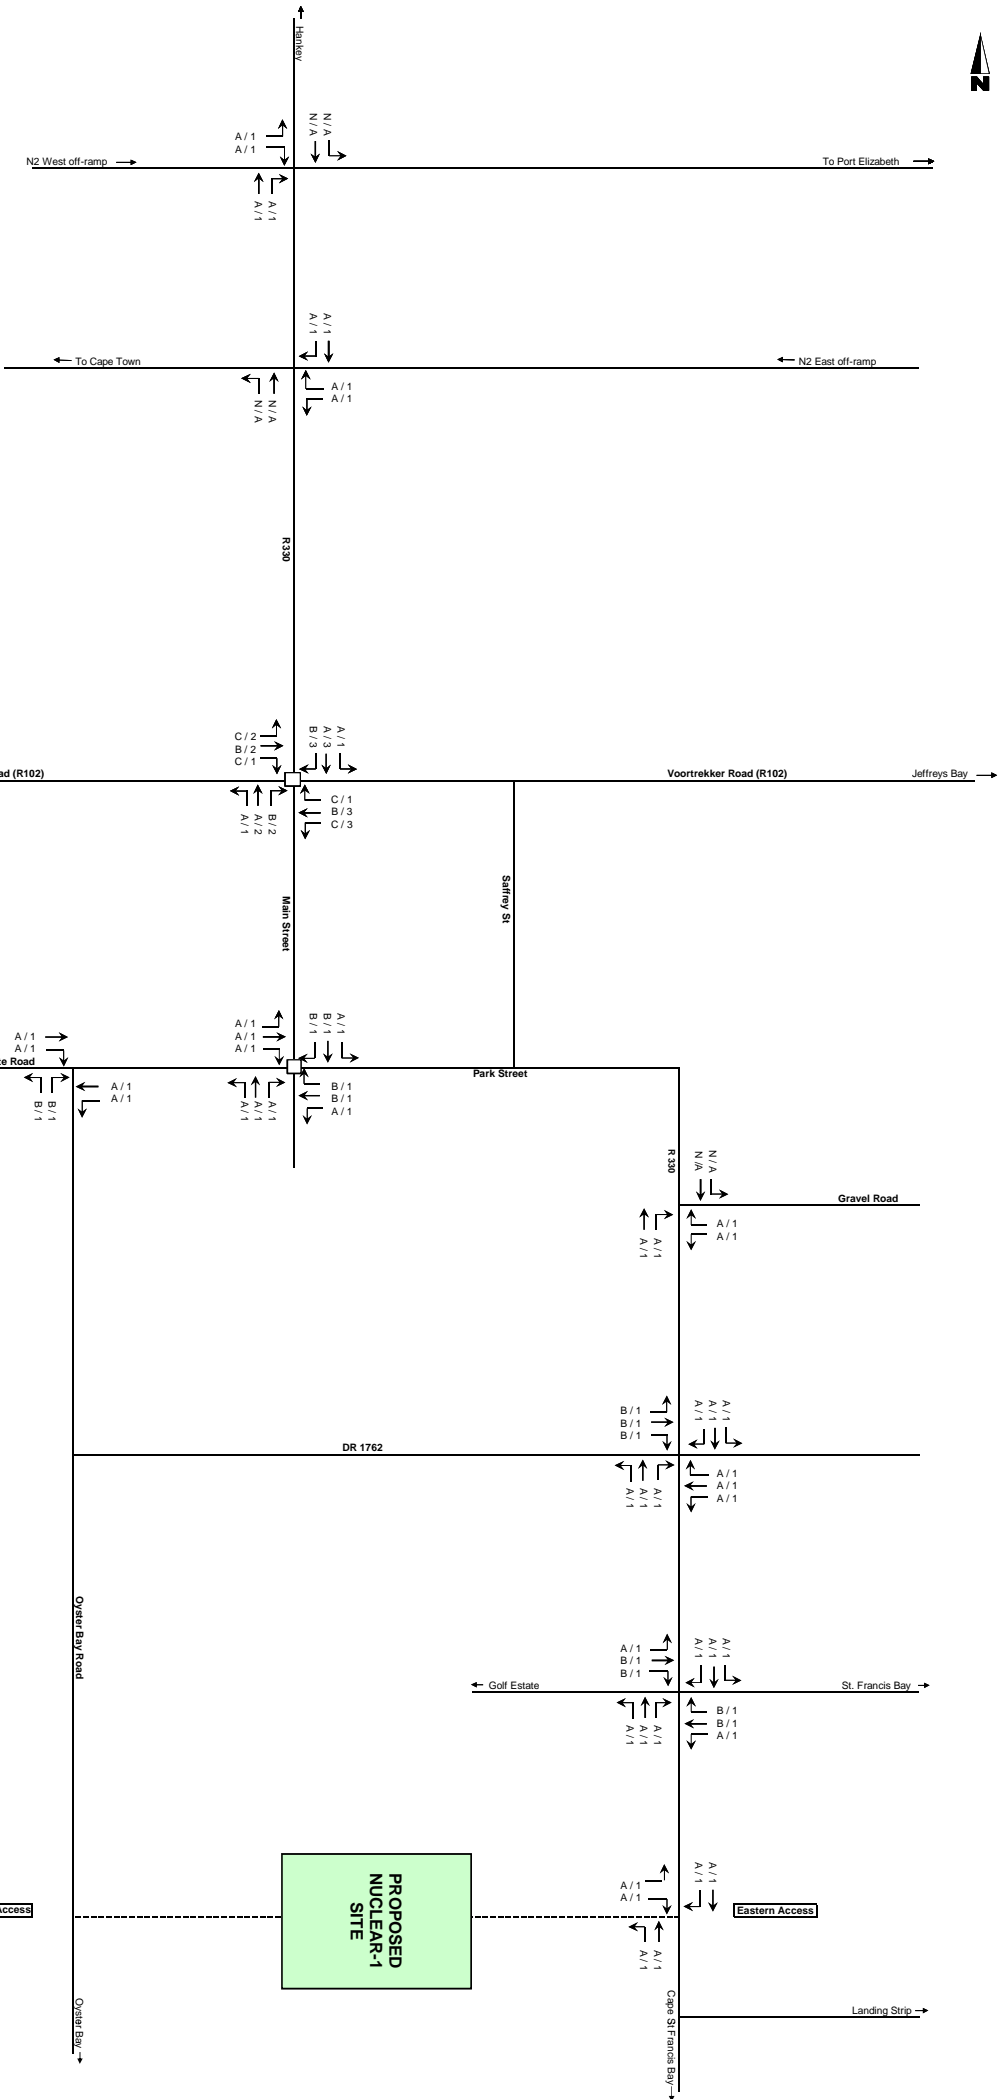 Hankey
N
A / 1
A / 1
N / A
N / A
N2 West off-ramp
To Port Elizabeth
A / 1
A / 1
A / 1
A / 1
To Cape Town
N2 East off-ramp
N / A
N / A
A / 1
A / 1
R330
C / 2
B / 2
C / 1
B / 3
A / 3
A / 1
ad (R102)
Voortrekker Road (R102)
Jeffreys Bay
A / 1
A / 2
B / 2
C / 1
B / 3
C / 3
Main Street
Saffrey St
A / 1
A / 1
A / 1
A / 1
A / 1
B / 1
B / 1
A / 1
te Road
Park Street
B / 1
B / 1
A / 1
A / 1
A / 1
A / 1
A / 1
B / 1
B / 1
A / 1
R 330
N /A
N / A
Gravel Road
A / 1
A / 1
A / 1
A / 1
B / 1
B / 1
B / 1
A / 1
A / 1
A / 1
DR 1762
A / 1
A / 1
A / 1
A / 1
A / 1
A / 1
Oyster Bay Road
A / 1
B / 1
B / 1
A / 1
A / 1
A / 1
Golf Estate
St. Francis Bay
A / 1
A / 1
A / 1
B / 1
B / 1
A / 1
PROPOSED
NUCLEAR-1
SITE
A / 1
A / 1
A / 1
A / 1
Access
Eastern Access
A / 1
A / 1
Oyster Bay
Cape St Francis Bay
Landing Strip